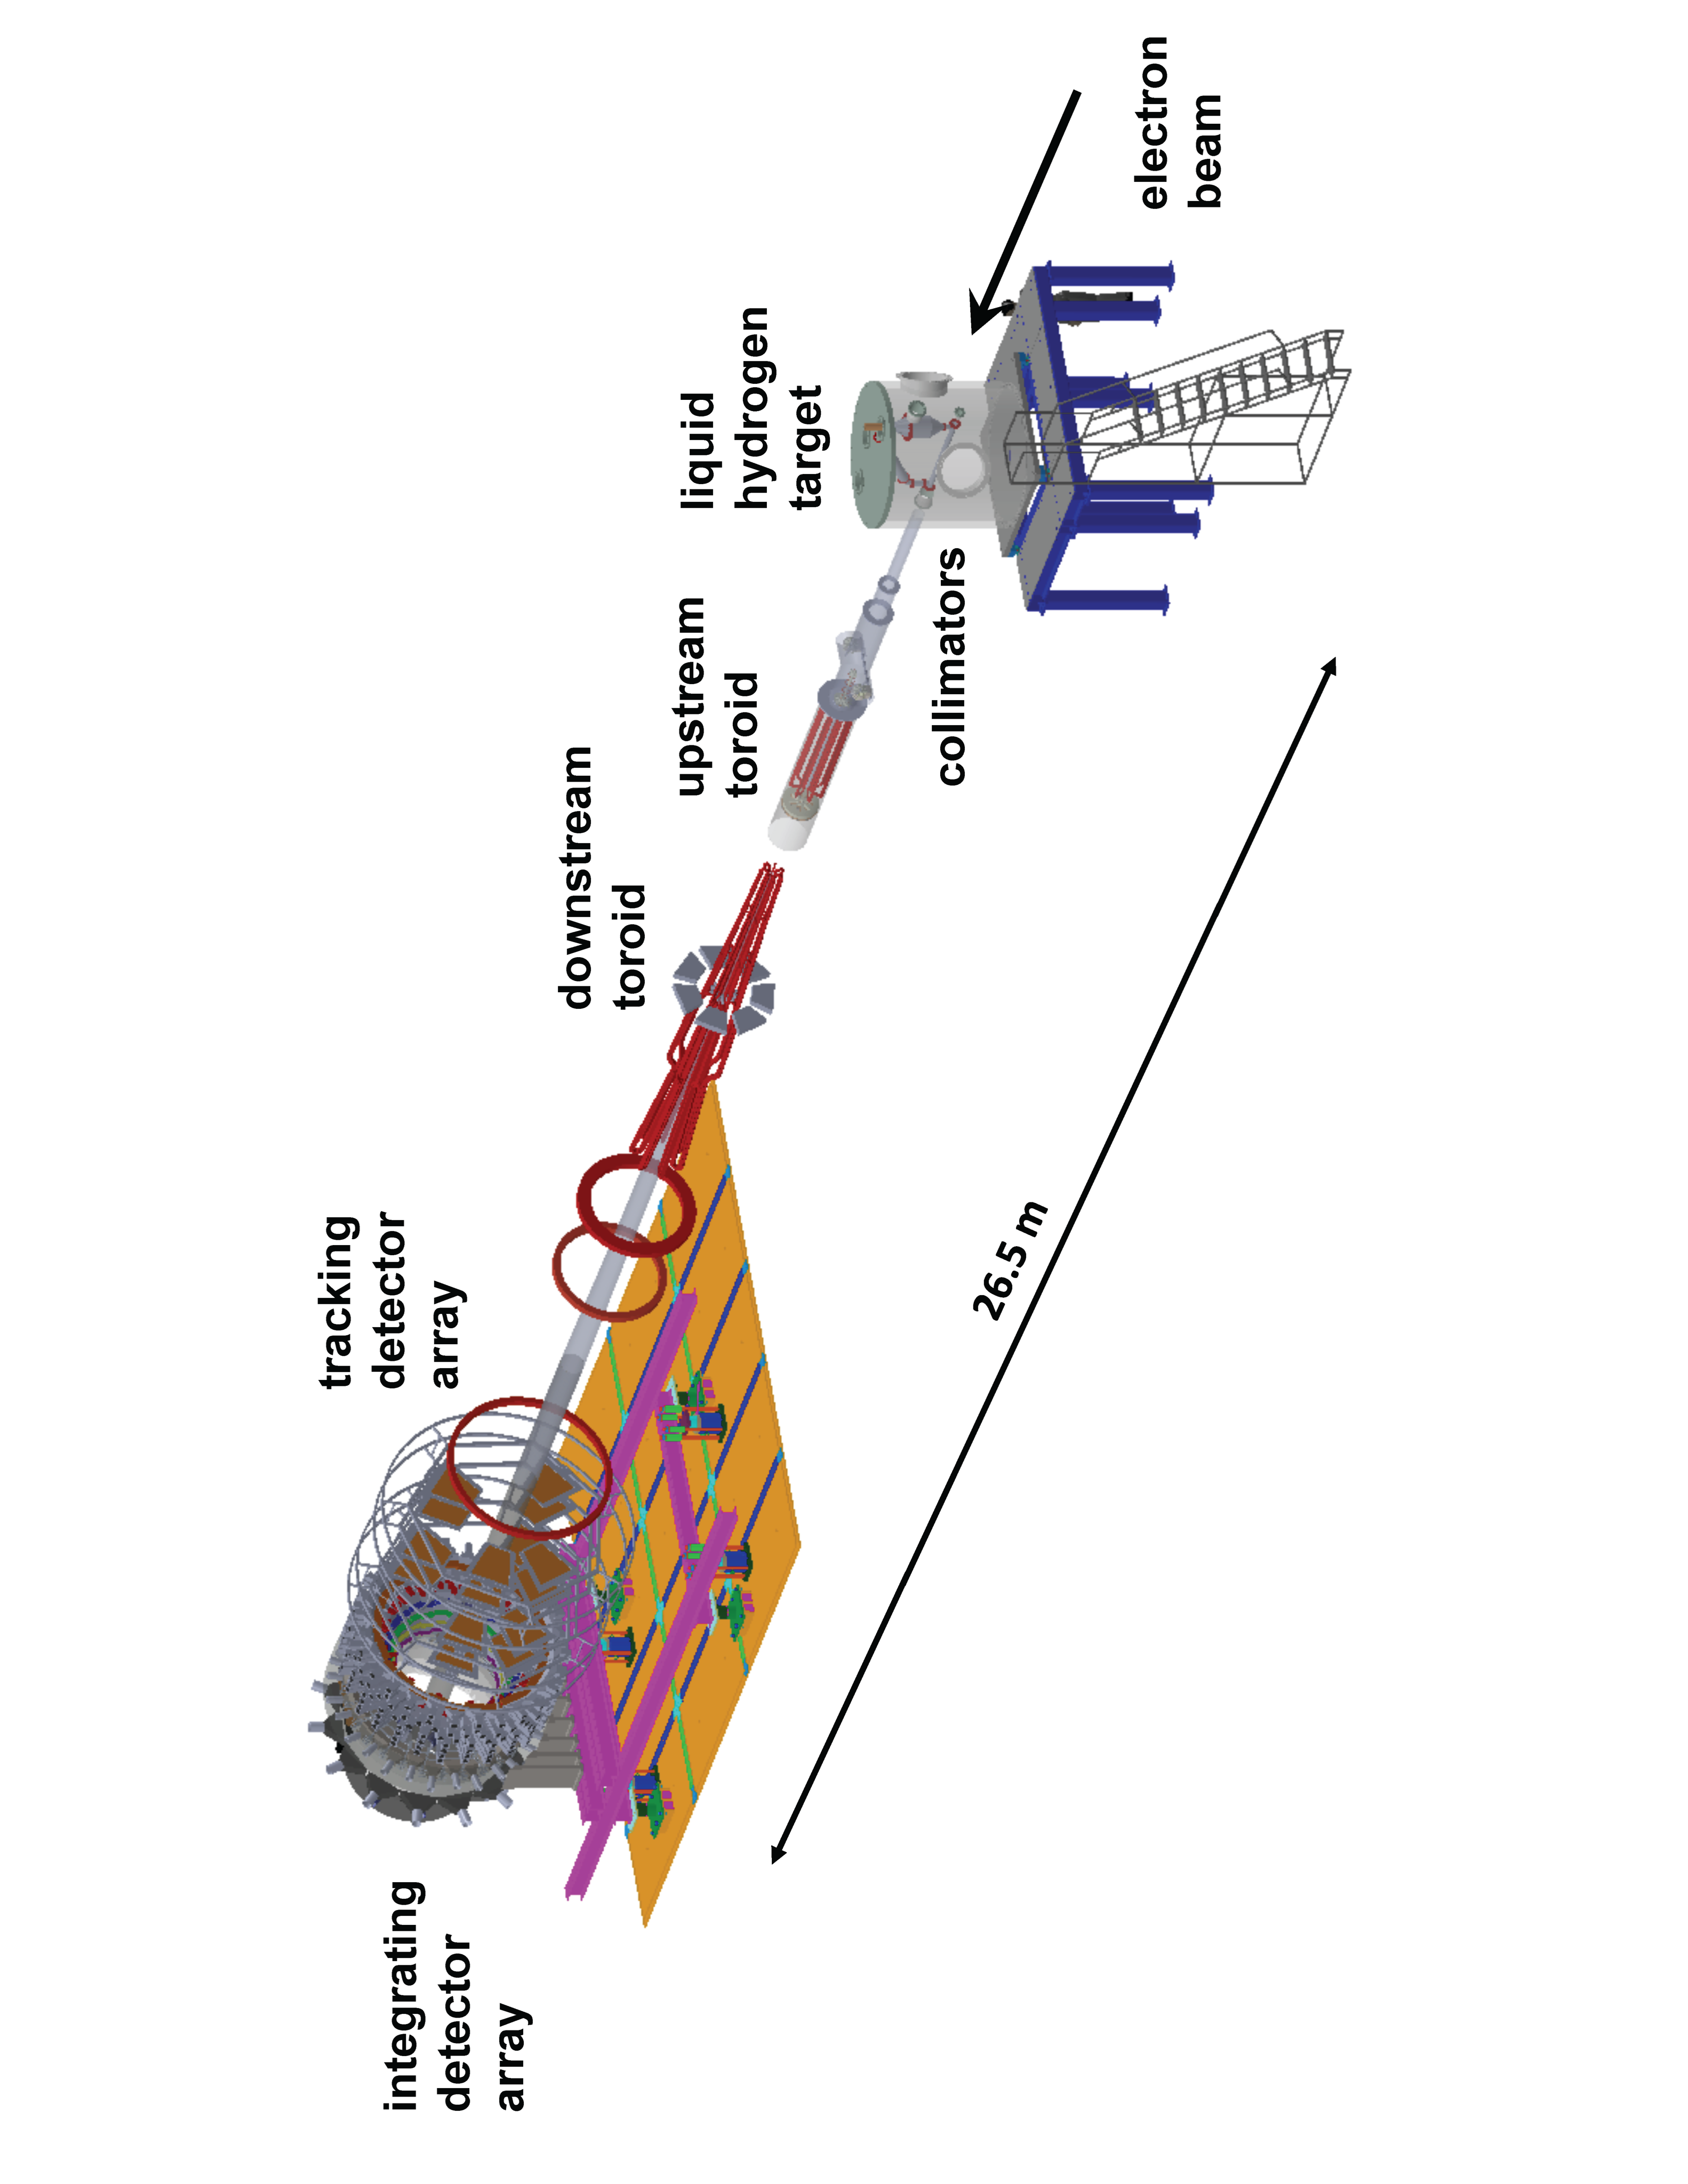 integrating
detector
array
tracking
detector
array
downstream
toroid
upstream
toroid
liquid
hydrogen
target
collimators
electron
beam
26.5 m